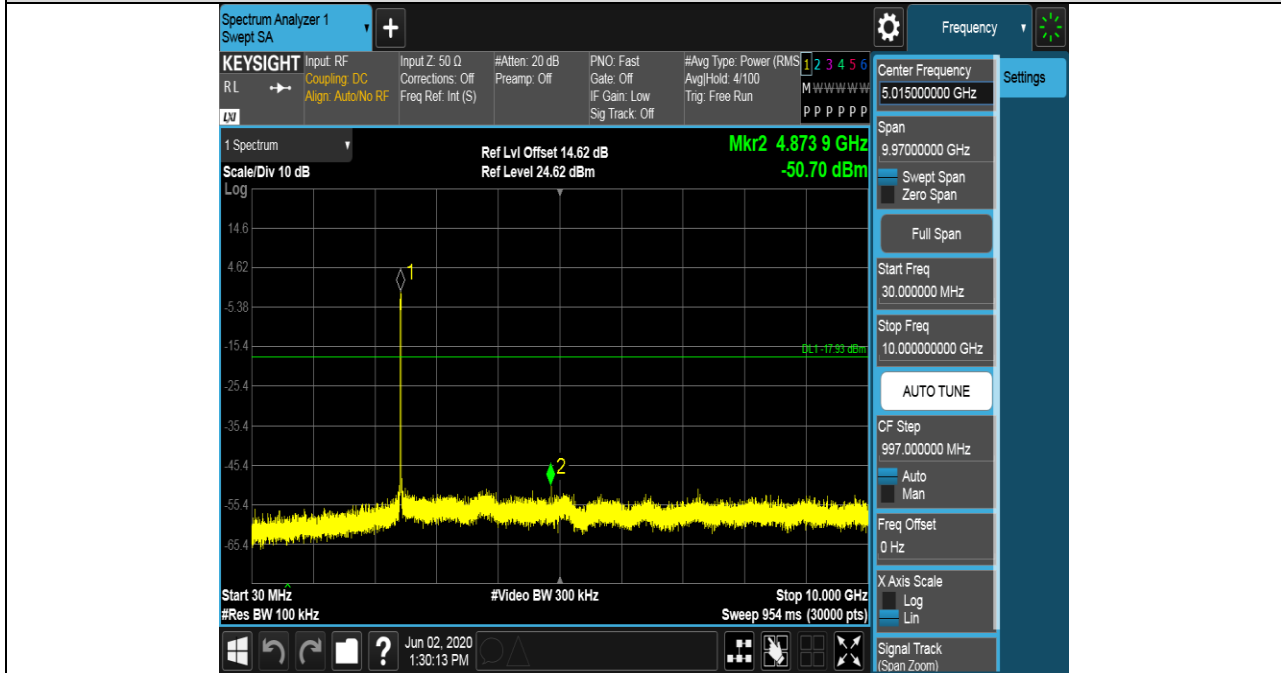 Spectrum Analyzer 1
Swept SA
+
Frequency
KEYSIGHT
RL
LXI
Input: RF
Coupling: DC
Align: Auto/No RF
Input Z: 50 Ω
Corrections: Off
Freq Ref: Int (S)
#Atten: 20 dB
Preamp: Off
PNO: Fast
Gate: Off
IF Gain: Low
Sig Track: Off
#Avg Type: Power (RMS
Avg|Hold: 4/100
Trig: Free Run
1 2 3 4 5 6
M W W W W W
P P P P P P
1 Spectrum
Scale/Div 10 dB
Ref Lvl Offset 14.62 dB
Ref Level 24.62 dBm
Mkr2 4.873 9 GHz
-50.70 dBm
Log
14.6
4.62
-5.38
-15.4
-25.4
-35.4
-45.4
-55.4
-65.4
1
2
DL1 -17.93 dBm
Start 30 MHz
#Res BW 100 kHz
#Video BW 300 kHz
Stop 10.000 GHz
Sweep 954 ms (30000 pts)
?
Jun 02, 2020
1:30:13 PM
Center Frequency
5.015000000 GHz
Span
9.97000000 GHz
Swept Span
Zero Span
Full Span
Start Freq
30.000000 MHz
Stop Freq
10.000000000 GHz
AUTO TUNE
CF Step
997.000000 MHz
Auto
Man
Freq Offset
0 Hz
X Axis Scale
Log
Lin
Signal Track
(Span Zoom)
Settings